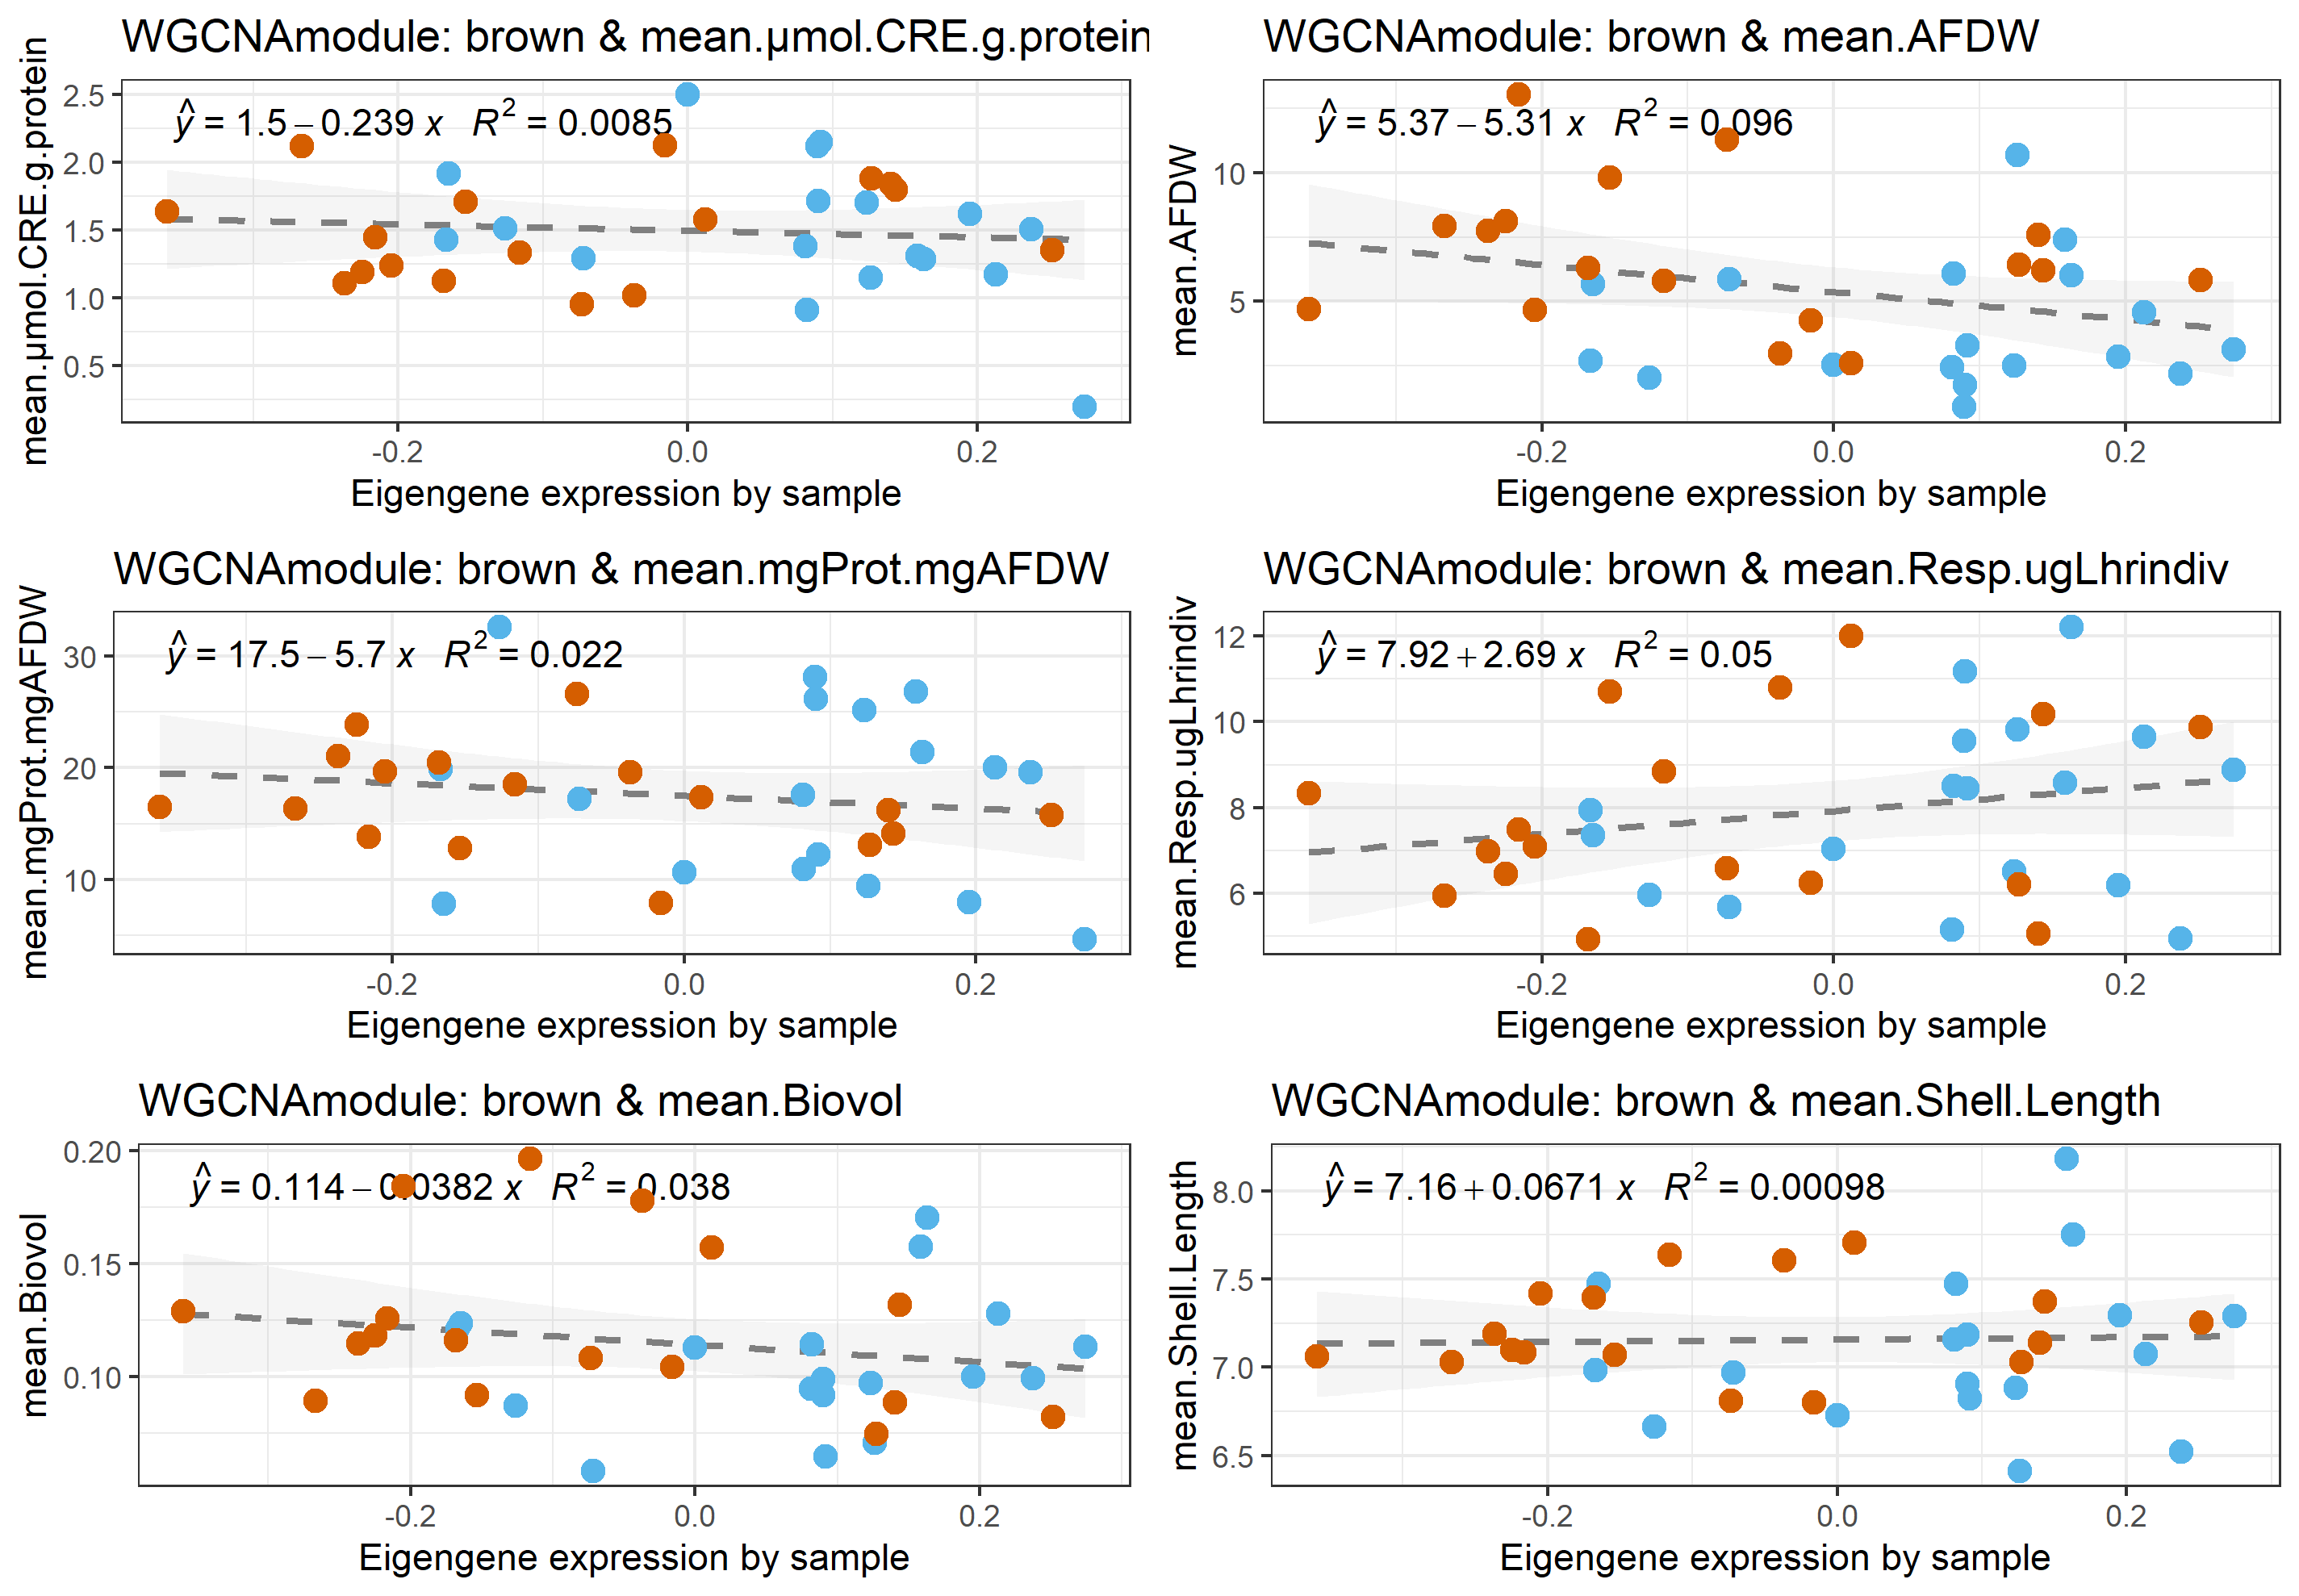 WGCNAmodule: brown & mean.µmol.CRE.g.protein
mean.µmol.CRE.g.protein
2.5
2.0
1.5
1.0
0.5
ŷ = 1.5 − 0.239 x   R² = 0.0085
-0.2 0.0 0.2
Eigengene expression by sample
WGCNAmodule: brown & mean.AFDW
mean.AFDW
10
5
ŷ = 5.37 − 5.31 x   R² = 0.096
-0.2 0.0 0.2
Eigengene expression by sample
WGCNAmodule: brown & mean.mgProt.mgAFDW
mean.mgProt.mgAFDW
30
20
10
ŷ = 17.5 − 5.7 x   R² = 0.022
-0.2 0.0 0.2
Eigengene expression by sample
WGCNAmodule: brown & mean.Resp.ugLhrindiv
mean.Resp.ugLhrindiv
12
10
8
6
ŷ = 7.92 + 2.69 x   R² = 0.05
-0.2 0.0 0.2
Eigengene expression by sample
WGCNAmodule: brown & mean.Biovol
mean.Biovol
0.20
0.15
0.10
ŷ = 0.114 − 0.0382 x   R² = 0.038
-0.2 0.0 0.2
Eigengene expression by sample
WGCNAmodule: brown & mean.Shell.Length
mean.Shell.Length
8.0
7.5
7.0
6.5
ŷ = 7.16 + 0.0671 x   R² = 0.00098
-0.2 0.0 0.2
Eigengene expression by sample